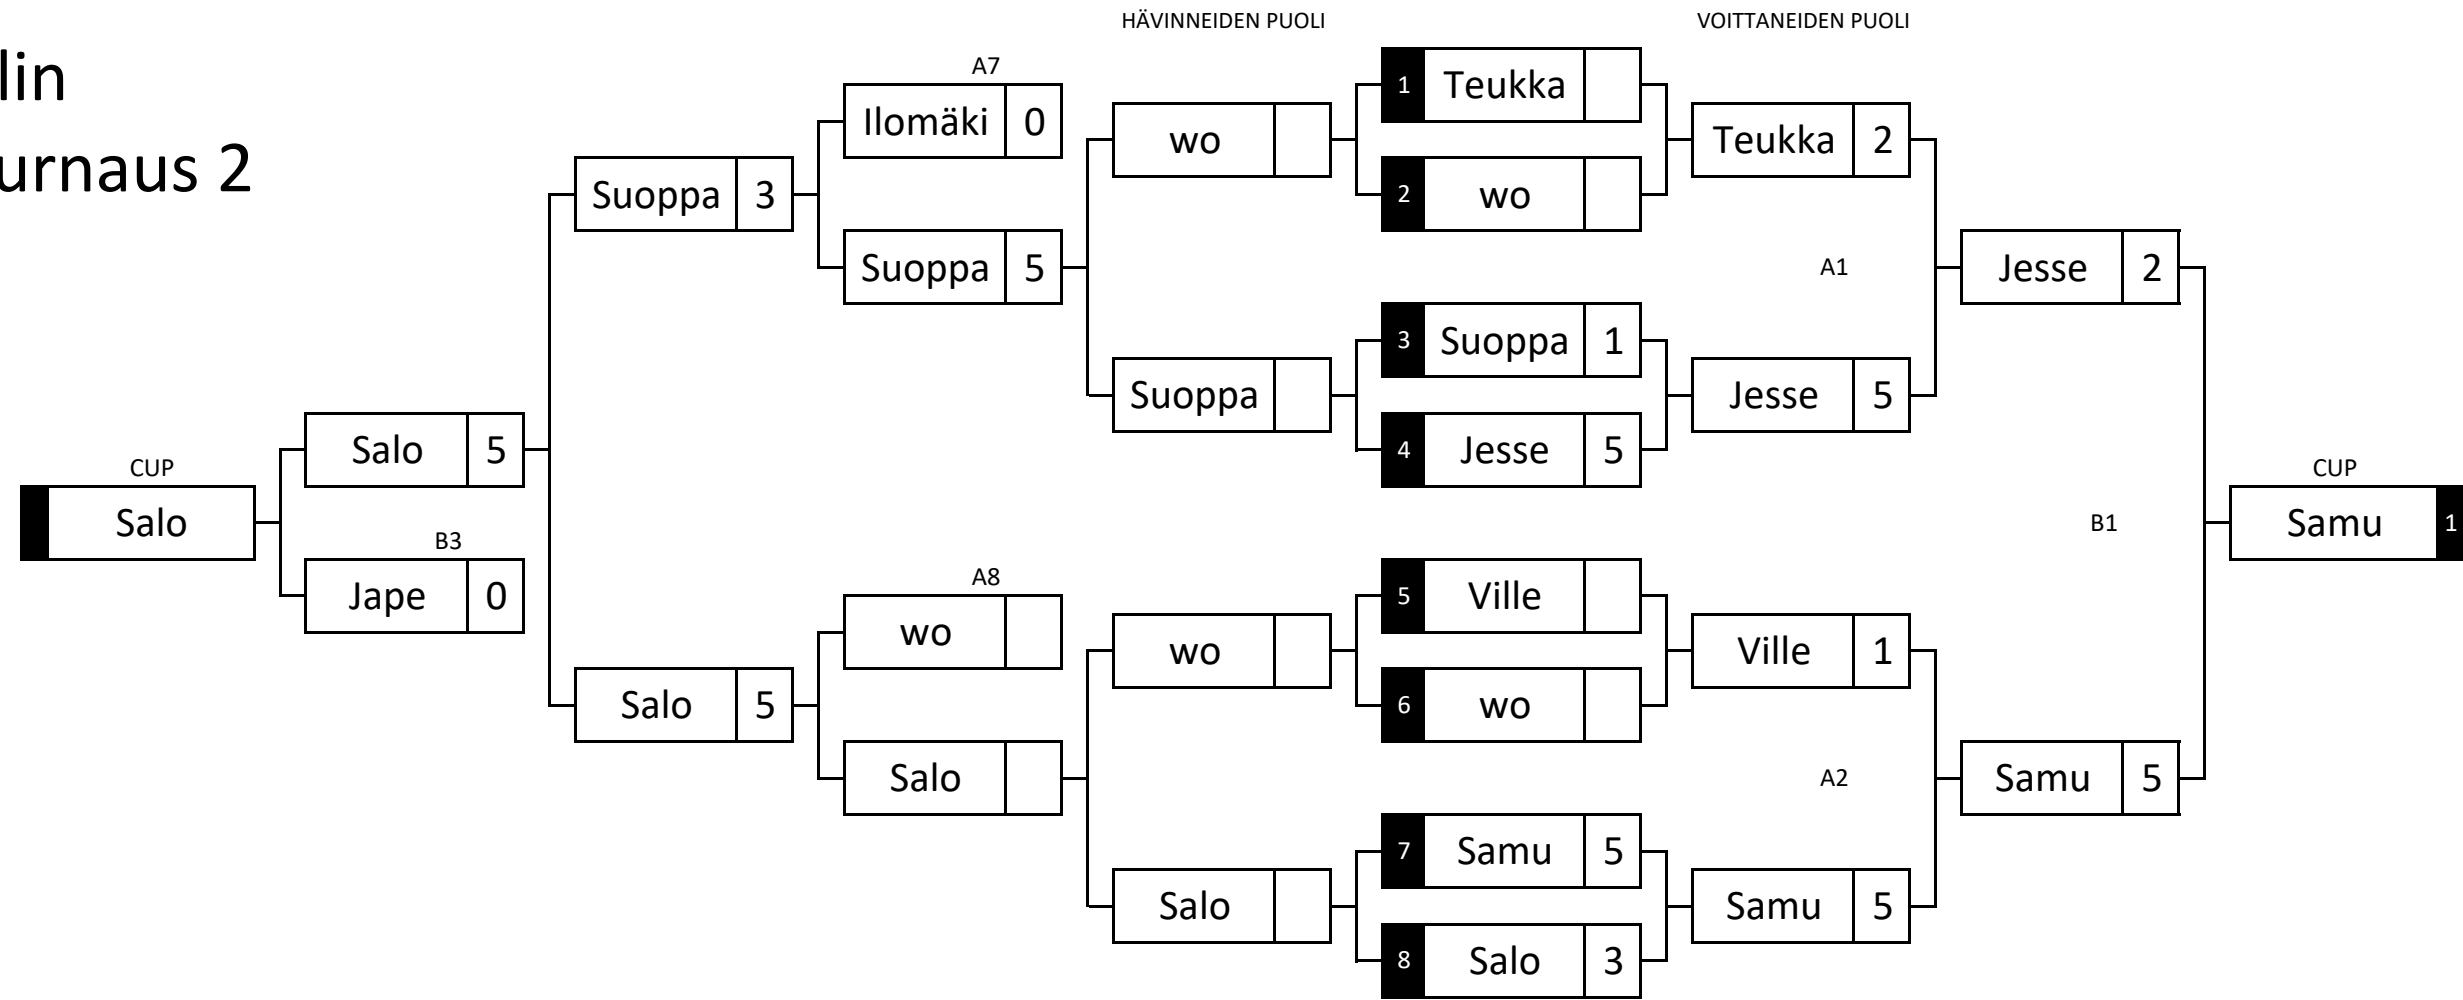 HÄVINNEIDEN PUOLI
VOITTANEIDEN PUOLI
lin
urnaus 2
A7
Ilomäki 0
Suoppa 3
Suoppa 5
wo
Suoppa
1 Teukka
2 wo
Teukka 2
A1
3 Suoppa 1
4 Jesse 5
Jesse 5
Jesse 2
CUP
Salo
Salo 5
B3
Jape 0
A8
wo
Salo 5
Salo
wo
Salo
5 Ville
6 wo
Ville 1
A2
7 Samu 5
8 Salo 3
Samu 5
Samu 5
B1
CUP
Samu 1